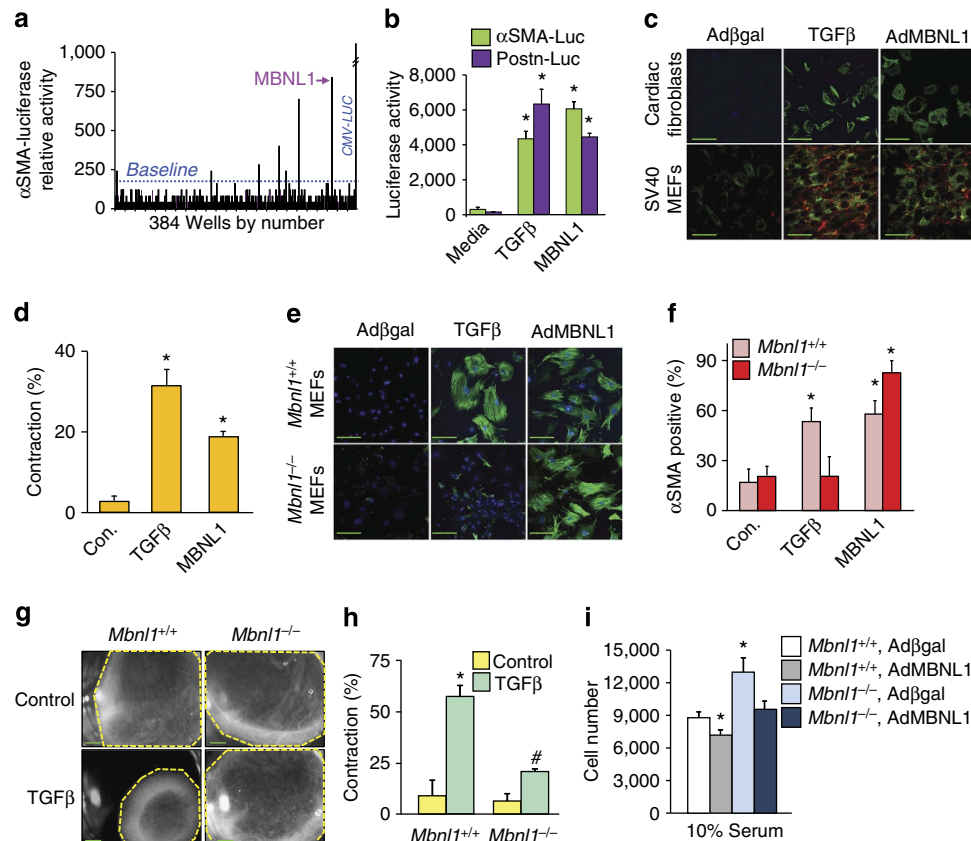 a
1,000
750
500
250
0
αSMA-luciferase
relative activity
MBNL1
CMV-LUC
Baseline
384 Wells by number
b
αSMA-Luc
Postn-Luc
8,000
6,000
4,000
2,000
0
Luciferase activity
* * * *
Media
TGFβ
MBNL1
c
Adβgal TGFβ AdMBNL1
Cardiac
fibroblasts
SV40
MEFs
d
40
20
0
Contraction (%)
* *
Con.
TGFβ
MBNL1
e
Adβgal TGFβ AdMBNL1
Mbnl1+/+
MEFs
Mbnl1–/–
MEFs
f
Mbnl1+/+
Mbnl1–/–
90
60
30
0
αSMA positive (%)
* * *
Con.
TGFβ
MBNL1
g
Mbnl1+/+ Mbnl1–/–
Control
TGFβ
h
Control
TGFβ
75
50
25
0
Contraction (%)
* #
Mbnl1+/+ Mbnl1–/–
i
Mbnl1+/+, Adβgal
Mbnl1+/+, AdMBNL1
Mbnl1–/–, Adβgal
Mbnl1–/–, AdMBNL1
15,000
12,000
9,000
6,000
3,000
0
Cell number
* *
10% Serum